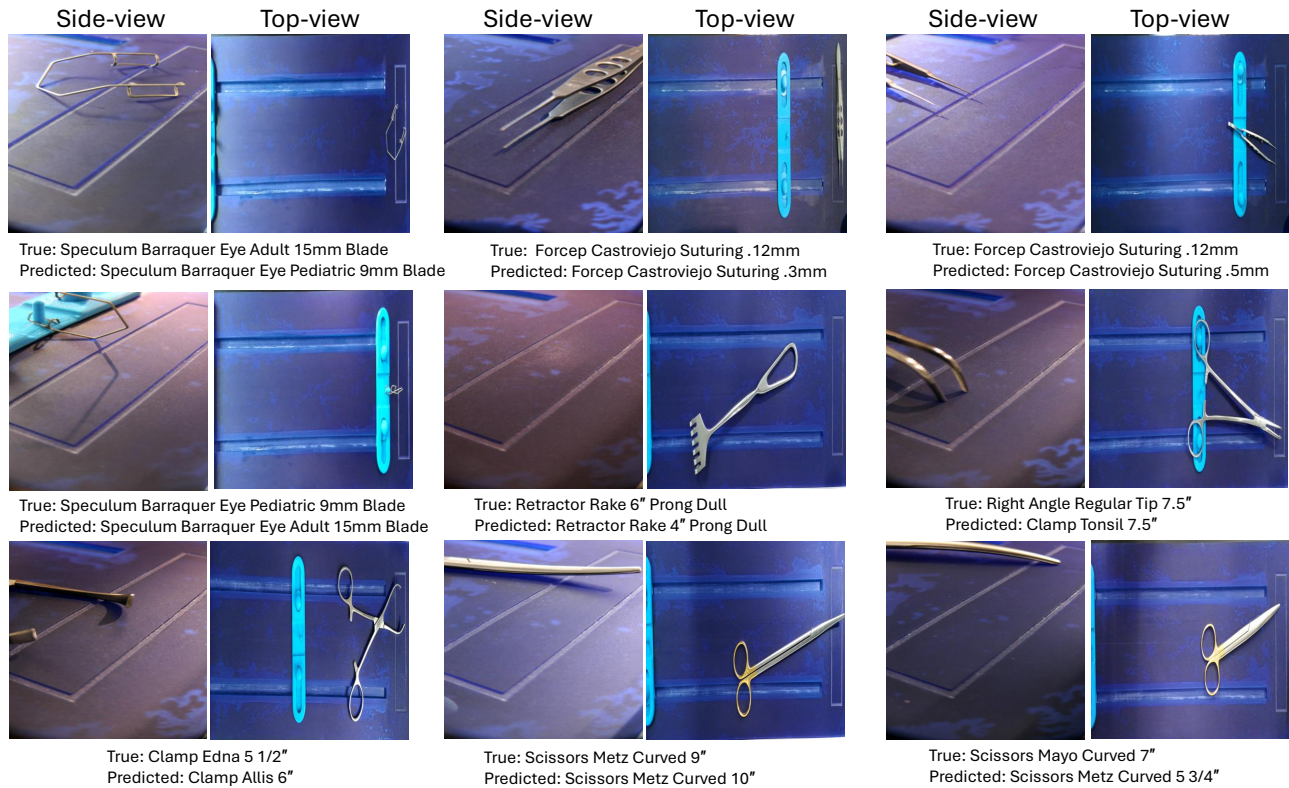 Side-view Top-view Side-view Top-view Side-view Top-view
True: Speculum Barraquer Eye Adult 15mm Blade
Predicted: Speculum Barraquer Eye Pediatric 9mm Blade
True: Forcep Castroviejo Suturing .12mm
Predicted: Forcep Castroviejo Suturing .3mm
True: Forcep Castroviejo Suturing .12mm
Predicted: Forcep Castroviejo Suturing .5mm
True: Speculum Barraquer Eye Pediatric 9mm Blade
Predicted: Speculum Barraquer Eye Adult 15mm Blade
True: Retractor Rake 6″ Prong Dull
Predicted: Retractor Rake 4″ Prong Dull
True: Right Angle Regular Tip 7.5″
Predicted: Clamp Tonsil 7.5″
True: Clamp Edna 5 1/2″
Predicted: Clamp Allis 6″
True: Scissors Metz Curved 9″
Predicted: Scissors Metz Curved 10″
True: Scissors Mayo Curved 7″
Predicted: Scissors Metz Curved 5 3/4″